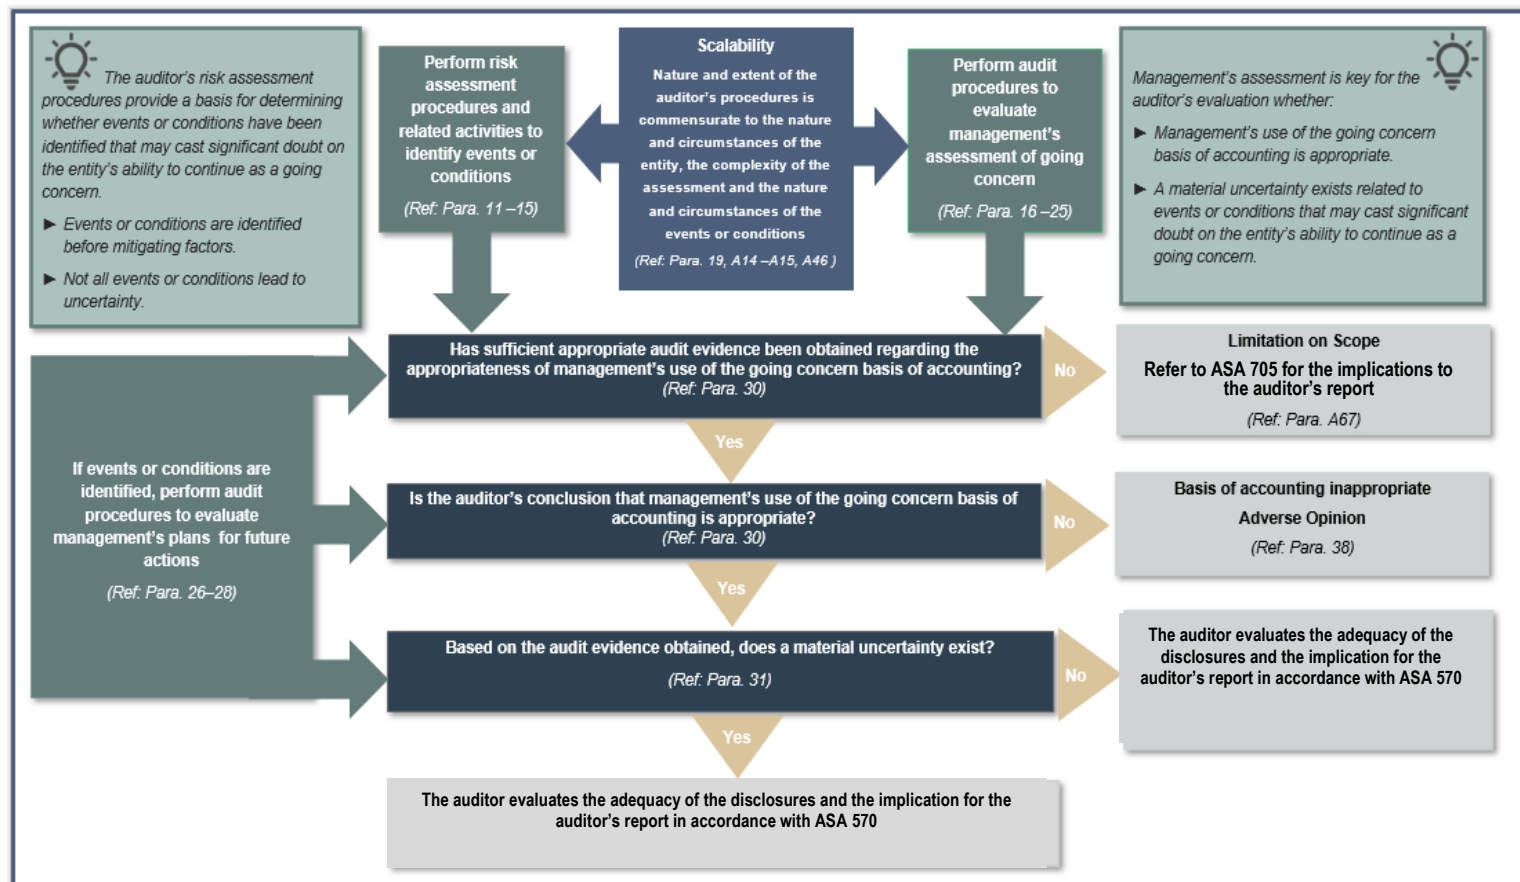 The auditor's risk assessment
procedures provide a basis for determining
whether events or conditions have been
identified that may cast significant doubt on
the entity's ability to continue as a going
concern.
► Events or conditions are identified
before mitigating factors.
► Not all events or conditions lead to
uncertainty.
Perform risk
assessment
procedures and
related activities to
identify events or
conditions
(Ref: Para. 11 –15)
Scalability
Nature and extent of the
auditor's procedures is
commensurate to the nature
and circumstances of the
entity, the complexity of the
assessment and the nature
and circumstances of the
events or conditions
(Ref: Para. 19, A14 –A15, A46 )
Perform audit
procedures to
evaluate
management's
assessment of going
concern
(Ref: Para. 16 –25)
Management's assessment is key for the
auditor's evaluation whether:
► Management's use of the going concern
basis of accounting is appropriate.
► A material uncertainty exists related to
events or conditions that may cast significant
doubt on the entity's ability to continue as a
going concern.
Has sufficient appropriate audit evidence been obtained regarding the
appropriateness of management's use of the going concern basis of accounting?
(Ref: Para. 30)
No
Limitation on Scope
Refer to ASA 705 for the implications to
the auditor's report
(Ref: Para. A67)
Yes
If events or conditions are
identified, perform audit
procedures to evaluate
management's plans for future
actions
(Ref: Para. 26–28)
Is the auditor's conclusion that management's use of the going concern basis of
accounting is appropriate?
(Ref: Para. 30)
No
Basis of accounting inappropriate
Adverse Opinion
(Ref: Para. 38)
Yes
Based on the audit evidence obtained, does a material uncertainty exist?
(Ref: Para. 31)
No
The auditor evaluates the adequacy of the
disclosures and the implication for the
auditor's report in accordance with ASA 570
Yes
The auditor evaluates the adequacy of the disclosures and the implication for the
auditor's report in accordance with ASA 570